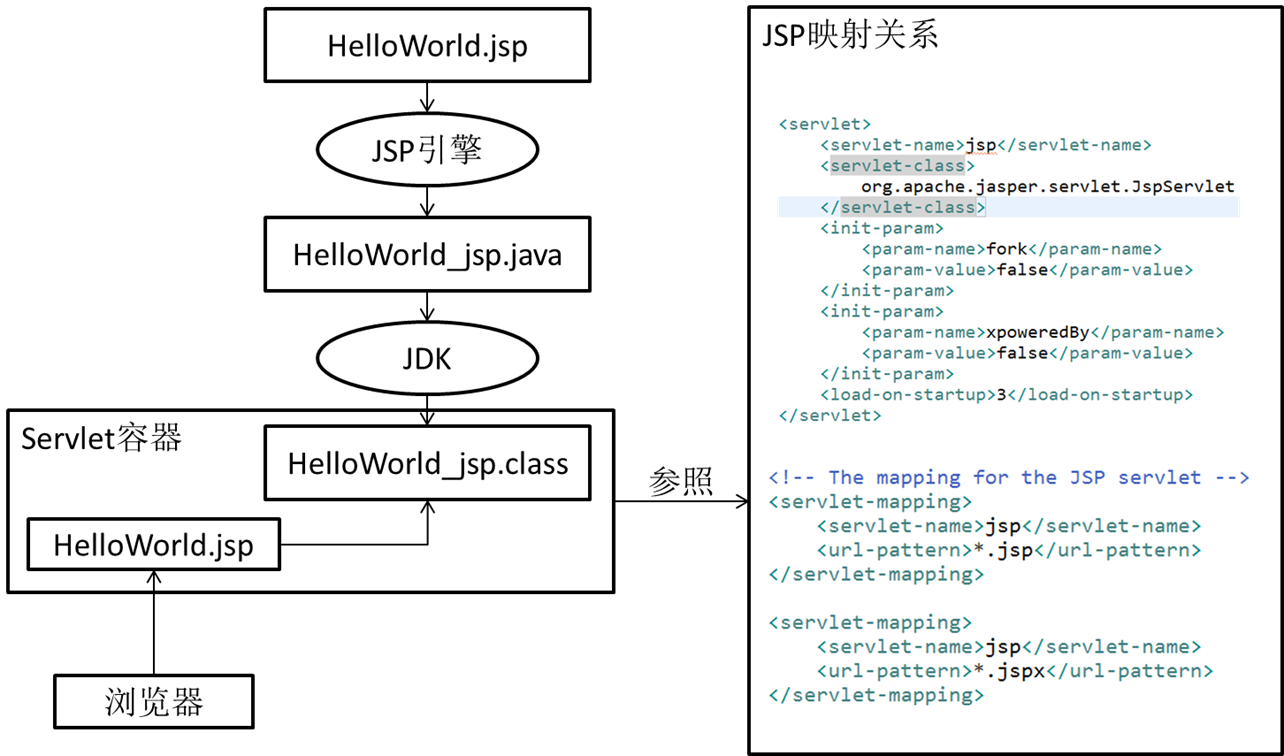 HelloWorld.jsp
JSP引擎
HelloWorld_jsp.java
JDK
Servlet容器
HelloWorld_jsp.class
HelloWorld.jsp
浏览器
参照
JSP映射关系
<servlet>
<servlet-name>jsp</servlet-name>
<servlet-class>
org.apache.jasper.servlet.JspServlet
</servlet-class>
<init-param>
<param-name>fork</param-name>
<param-value>false</param-value>
</init-param>
<init-param>
<param-name>xpoweredBy</param-name>
<param-value>false</param-value>
</init-param>
<load-on-startup>3</load-on-startup>
</servlet>
<!-- The mapping for the JSP servlet -->
<servlet-mapping>
<servlet-name>jsp</servlet-name>
<url-pattern>*.jsp</url-pattern>
</servlet-mapping>
<servlet-mapping>
<servlet-name>jsp</servlet-name>
<url-pattern>*.jspx</url-pattern>
</servlet-mapping>